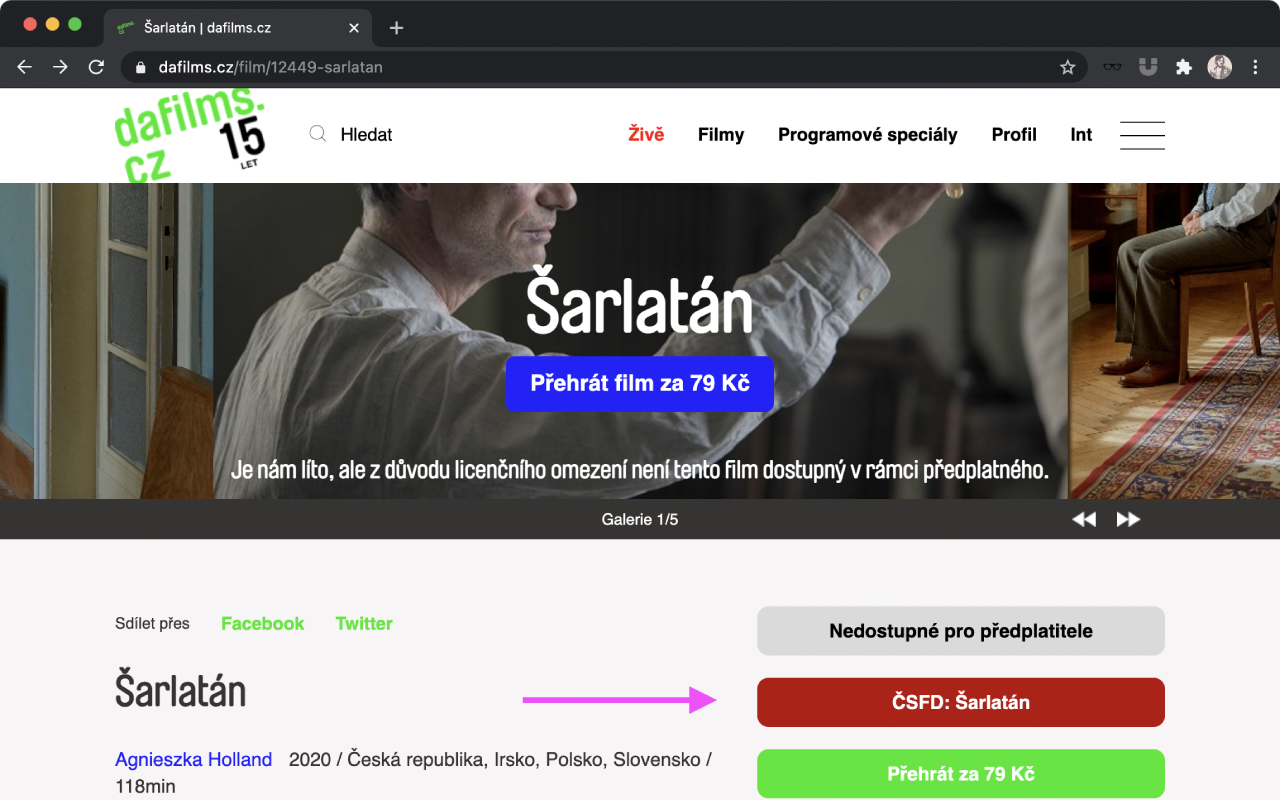 Šarlatán | dafilms.cz
dafilms.cz/film/12449-sarlatan
dafilms.
cz 15
LET
Hledat
Živě
Filmy
Programové speciály
Profil
Int
Šarlatán
Přehrát film za 79 Kč
Je nám líto, ale z důvodu licenčního omezení není tento film dostupný v rámci předplatného.
Galerie 1/5
Sdílet přes
Facebook
Twitter
Šarlatán
Agnieszka Holland 2020 / Česká republika, Irsko, Polsko, Slovensko /
118min
Nedostupné pro předplatitele
ČSFD: Šarlatán
Přehrát za 79 Kč